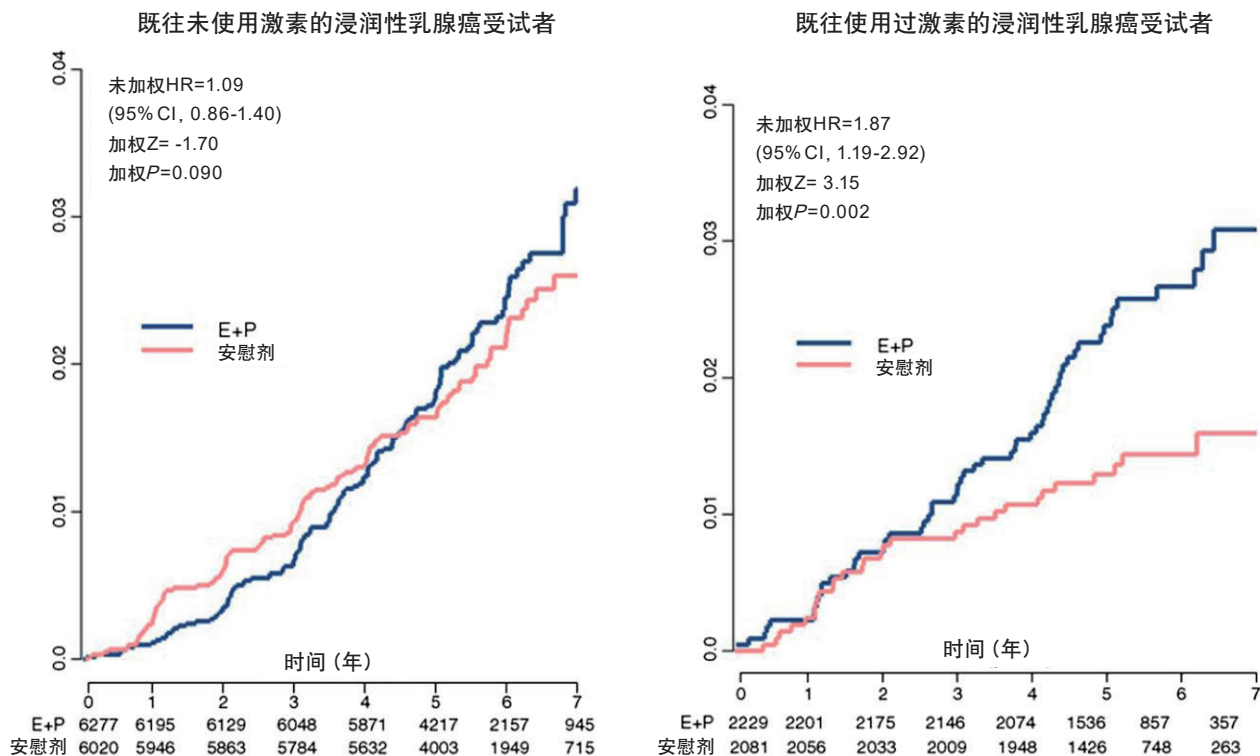 既往未使用激素的浸润性乳腺癌受试者
0.04
0.03
0.02
0.01
0.0
未加权HR=1.09
(95% CI, 0.86-1.40)
加权Z= -1.70
加权P=0.090
E+P
安慰剂
时间（年）
0 1 2 3 4 5 6 7
E+P 6277 6195 6129 6048 5871 4217 2157 945
安慰剂 6020 5946 5863 5784 5632 4003 1949 715
既往使用过激素的浸润性乳腺癌受试者
0.04
0.03
0.02
0.01
0.0
未加权HR=1.87
(95% CI, 1.19-2.92)
加权Z= 3.15
加权P=0.002
E+P
安慰剂
时间（年）
0 1 2 3 4 5 6 7
E+P 2229 2201 2175 2146 2074 1536 857 357
安慰剂 2081 2056 2033 2009 1948 1426 748 263